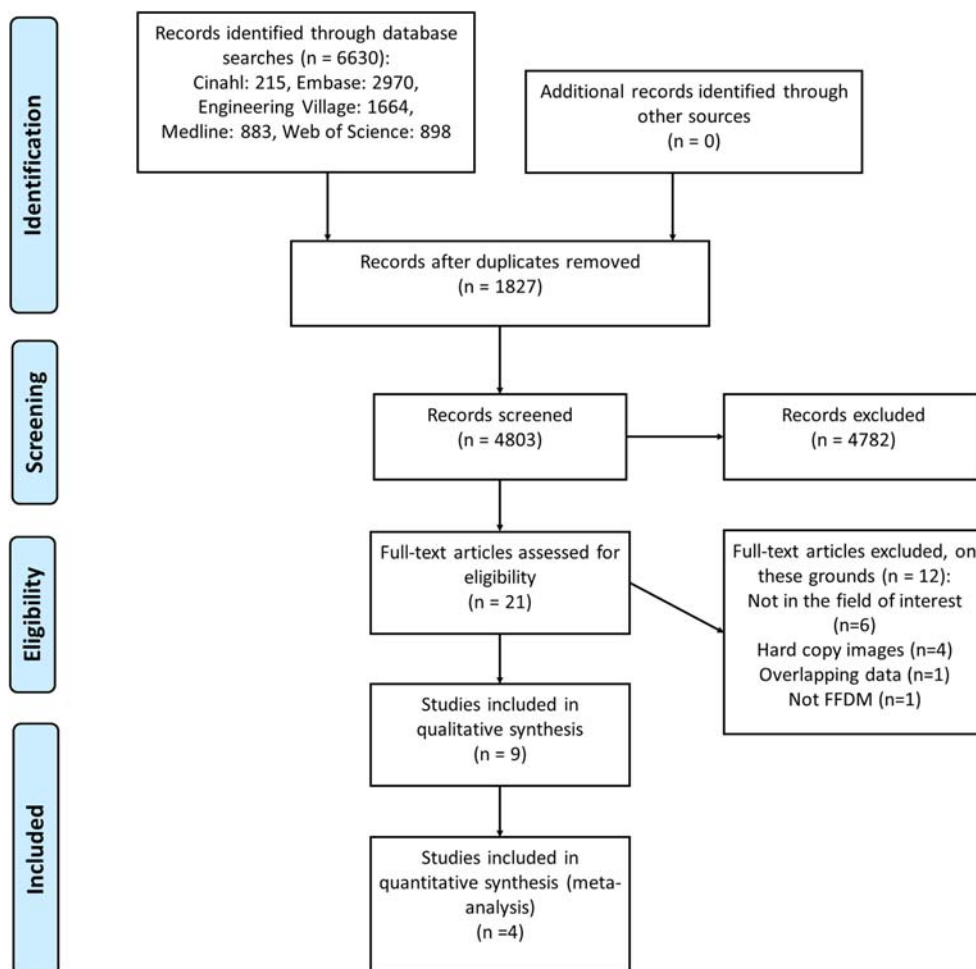 Identification
Records identified through database
searches (n = 6630):
Cinahl: 215, Embase: 2970,
Engineering Village: 1664,
Medline: 883, Web of Science: 898
Additional records identified through
other sources
(n = 0)
Records after duplicates removed
(n = 1827)
Screening
Records screened
(n = 4803)
Records excluded
(n = 4782)
Eligibility
Full-text articles assessed for
eligibility
(n = 21)
Full-text articles excluded, on
these grounds (n = 12):
Not in the field of interest
(n=6)
Hard copy images (n=4)
Overlapping data (n=1)
Not FFDM (n=1)
Included
Studies included in
qualitative synthesis
(n = 9)
Studies included in
quantitative synthesis (meta-
analysis)
(n =4)